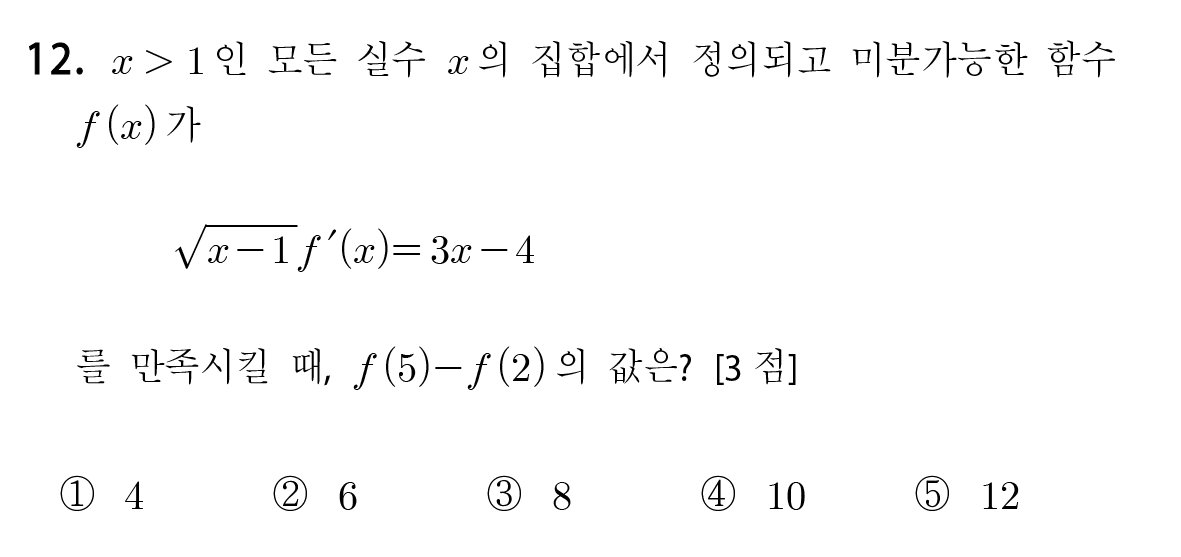 12. x > 1인 모든 실수 x의 집합에서 정의되고 미분가능한 함수
f(x)가
√(x-1) f′(x) = 3x-4
를 만족시킬 때, f(5)-f(2)의 값은? [3점]
① 4 ② 6 ③ 8 ④ 10 ⑤ 12